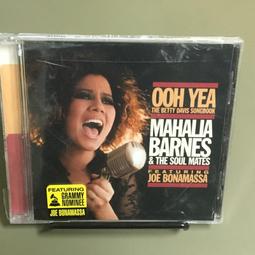 OOH YEA
THE BETTY DAVIS SONGBOOK
MAHALIA
BARNES
& THE SOUL MATES
FEATURING
JOE BONAMASSA
FEATURING
GRAMMY
NOMINEE
JOE BONAMASSA